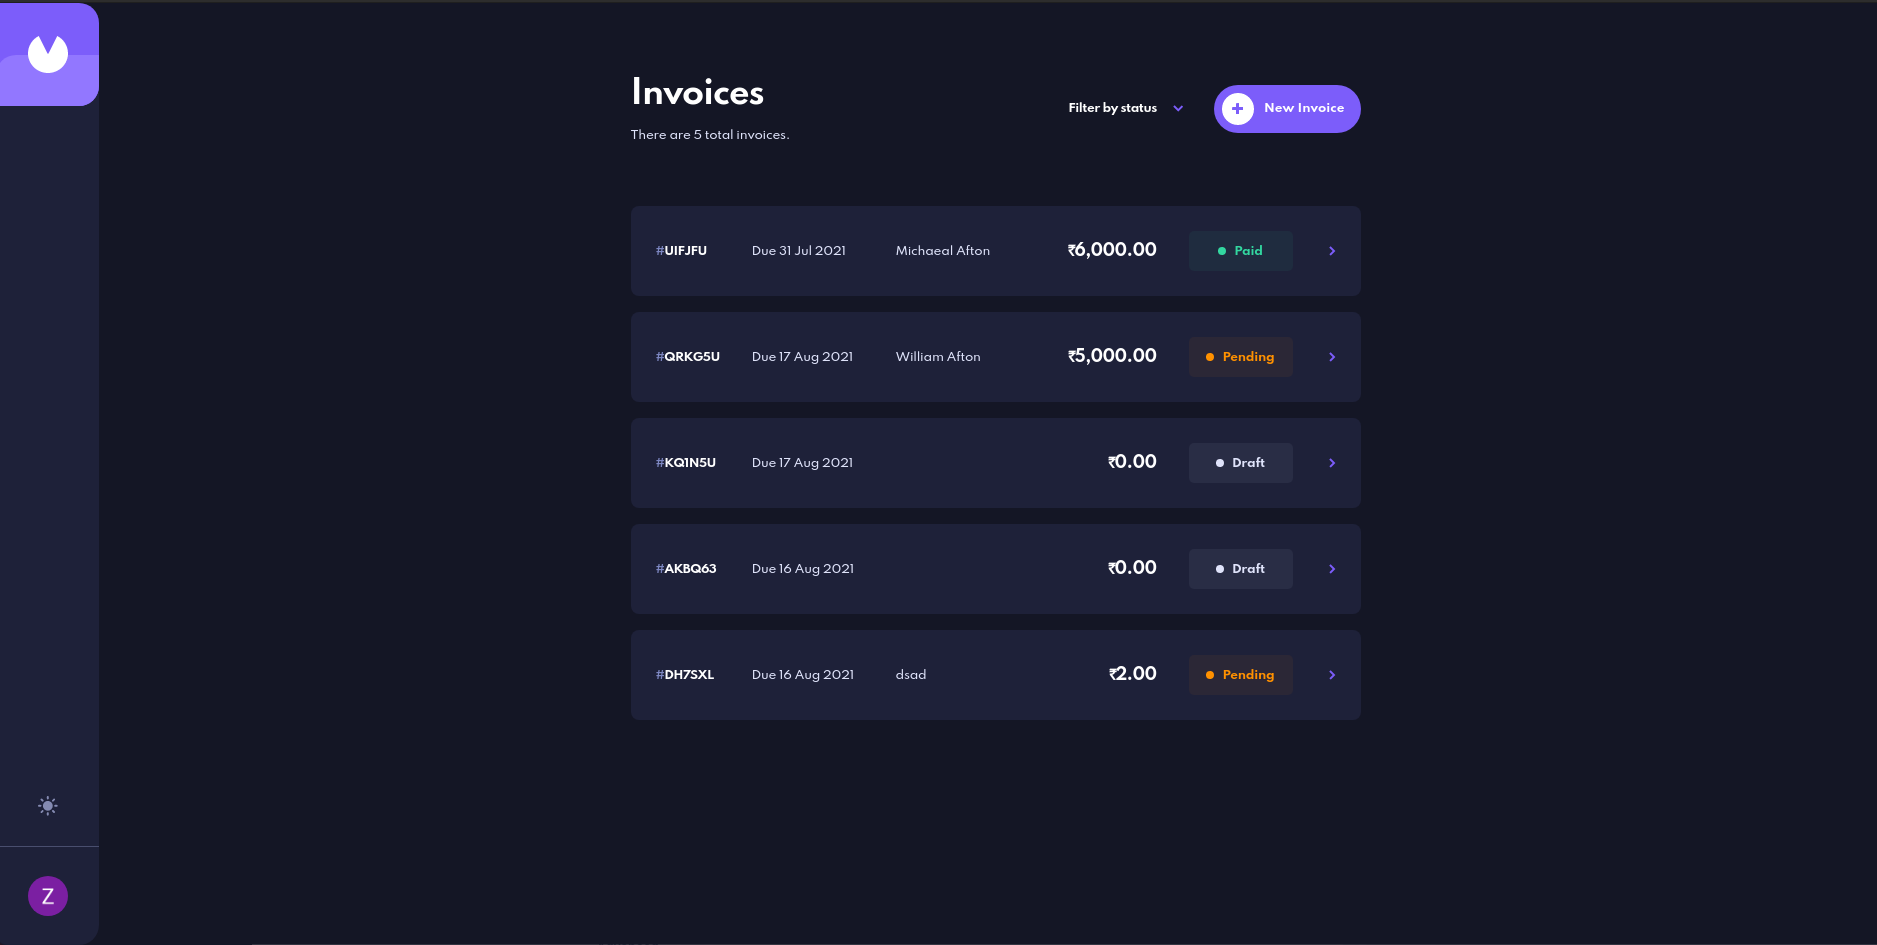 Invoices
There are 5 total invoices.
Filter by status
New Invoice
#UIFJFU Due 31 Jul 2021 Michaeal Afton ₹6,000.00 Paid
#QRKG5U Due 17 Aug 2021 William Afton ₹5,000.00 Pending
#KQ1N5U Due 17 Aug 2021 ₹0.00 Draft
#AKBQ63 Due 16 Aug 2021 ₹0.00 Draft
#DH7SXL Due 16 Aug 2021 dsad ₹2.00 Pending
Z